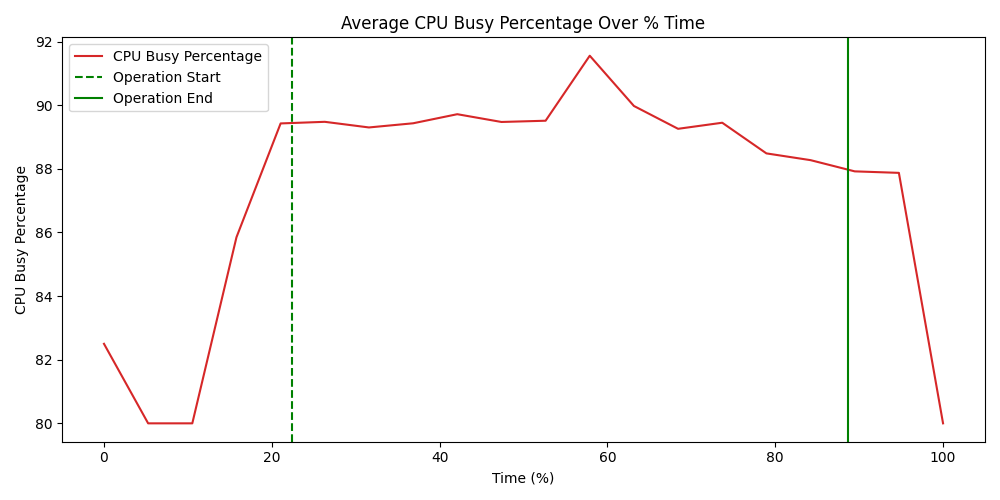 Average CPU Busy Percentage Over % Time
CPU Busy Percentage
Operation Start
Operation End
CPU Busy Percentage
92
90
88
86
84
82
80
0
20
40
60
80
100
Time (%)